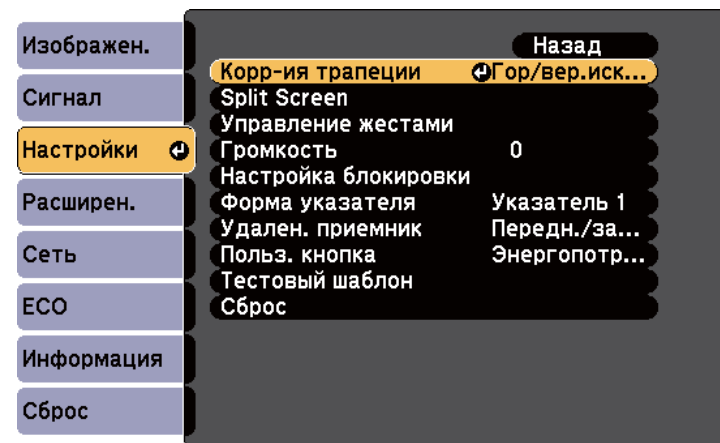 Изображен.
Сигнал
Настройки
Расширен.
Сеть
ECO
Информация
Сброс
Назад
Корр-ия трапеции Гор/вер.иск...
Split Screen
Управление жестами
Громкость 0
Настройка блокировки
Форма указателя Указатель 1
Удален. приемник Передн./за...
Польз. кнопка Энергопотр...
Тестовый шаблон
Сброс